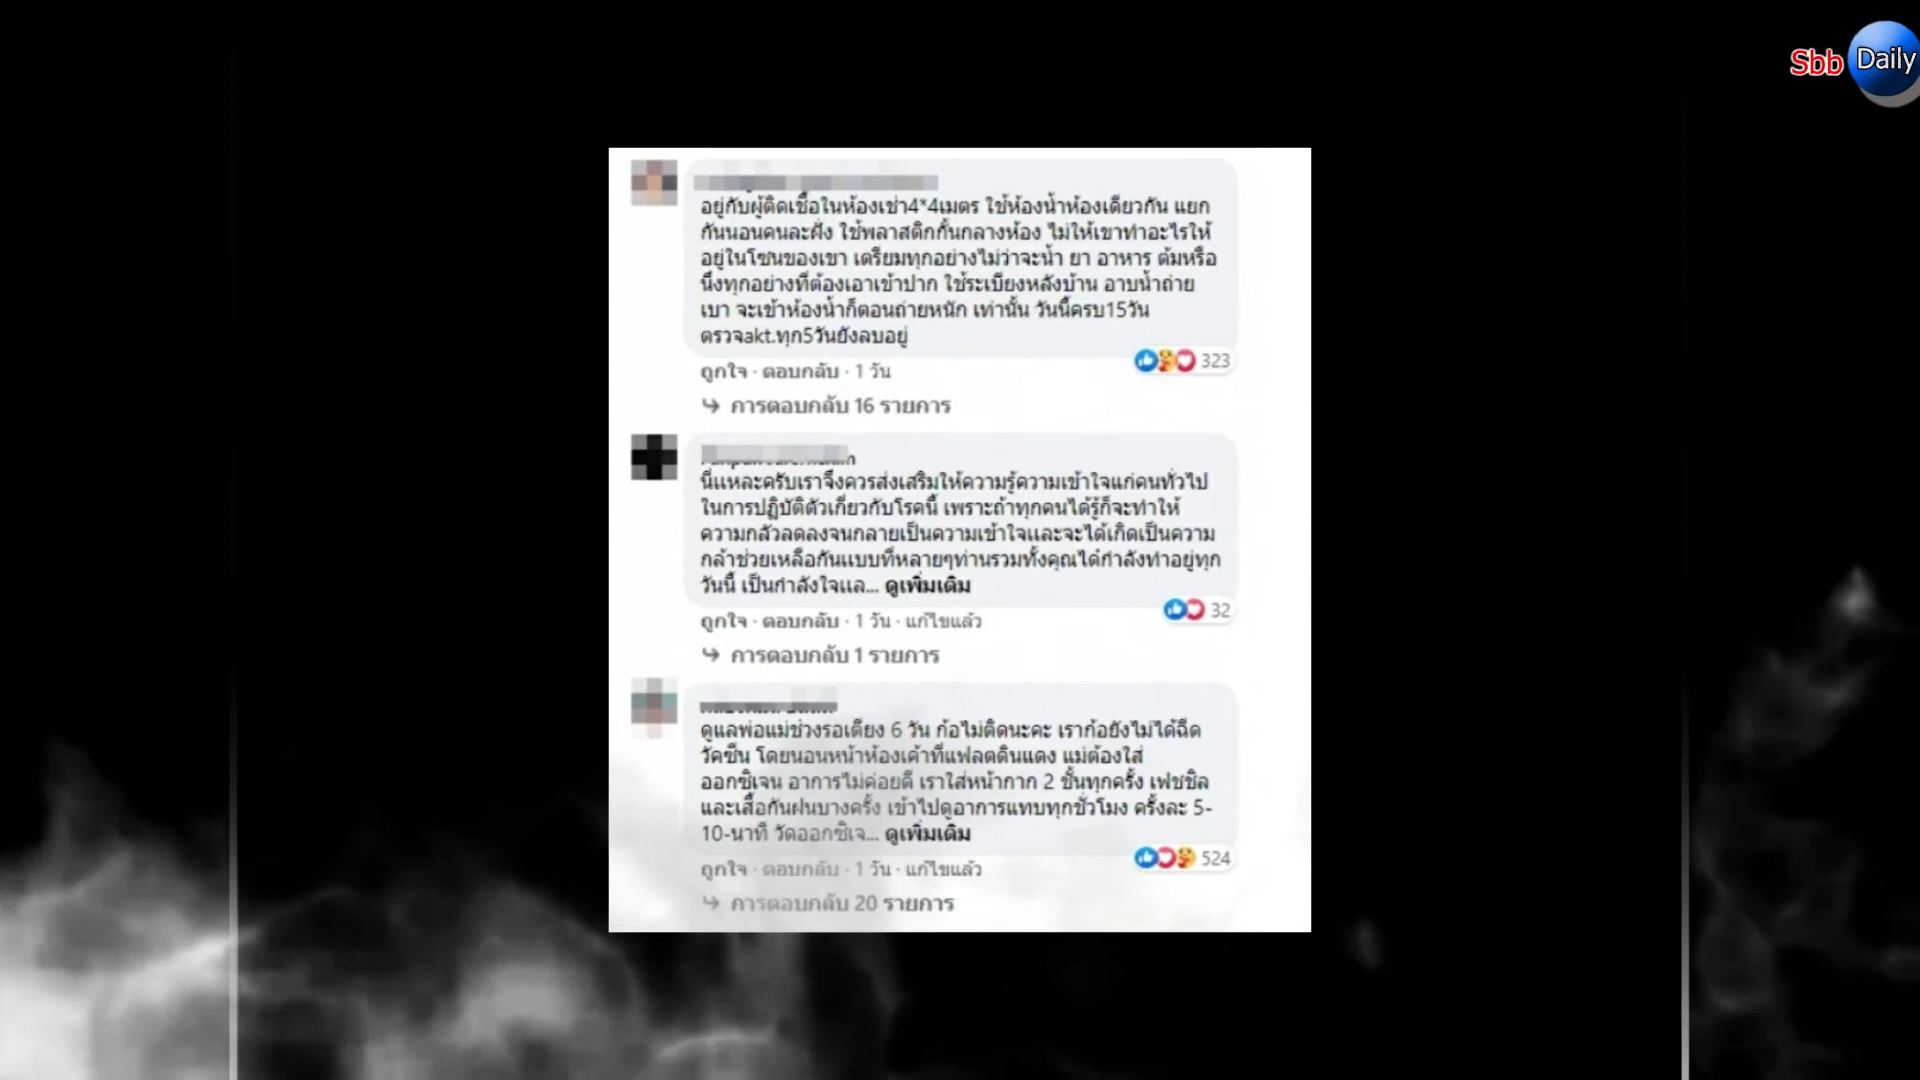 Sbb Daily
อยู่กับผู้ติดเชื้อในห้องเช่า4*4เมตร ใช้ห้องน้ำห้องเดียวกัน แยก
กันนอนคนละฝั่ง ใช้พลาสติกกั้นกลางห้อง ไม่ให้เขาทำอะไรให้
อยู่ในโซนของเขา เตรียมทุกอย่างไม่ว่าจะน้ำ ยา อาหาร ต้มหรือ
นึ่งทุกอย่างที่ต้องเอาเข้าปาก ใช้ระเบียงหลังบ้าน อาบน้ำถ่าย
เบา จะเข้าห้องน้ำก็ตอนถ่ายหนัก เท่านั้น วันนี้ครบ15วัน
ตรวจakt.ทุก5วันยังลบอยู่
323
ถูกใจ · ตอบกลับ · 1 วัน
การตอบกลับ 16 รายการ
นี่แหละครับเราจึงควรส่งเสริมให้ความรู้ความเข้าใจแก่คนทั่วไป
ในการปฏิบัติตัวเกี่ยวกับโรคนี้ เพราะถ้าทุกคนได้รู้ก็จะทำให้
ความกลัวลดลงจนกลายเป็นความเข้าใจและจะได้เกิดเป็นความ
กล้าช่วยเหลือกันแบบที่หลายๆท่านรวมทั้งคุณได๋กำลังทำอยู่ทุก
วันนี้ เป็นกำลังใจแล... ดูเพิ่มเติม
32
ถูกใจ · ตอบกลับ · 1 วัน · แก้ไขแล้ว
การตอบกลับ 1 รายการ
ดูแลพ่อแม่ช่วงรอเตียง 6 วัน ก้อไม่ติดนะคะ เราก้อยังไม่ได้ฉีด
วัคซีน โดยนอนหน้าห้องเค้าที่แฟลตดินแดง แม่ต้องใส่
ออกซิเจน อาการไม่ค่อยดี เราใส่หน้ากาก 2 ชั้นทุกครั้ง เฟซชิล
และเสื้อกันฝนบางครั้ง เข้าไปดูอาการแทบทุกชั่วโมง ครั้งละ 5-
10-นาที วัดออกซิเจ... ดูเพิ่มเติม
524
ถูกใจ · ตอบกลับ · 1 วัน · แก้ไขแล้ว
การตอบกลับ 20 รายการ